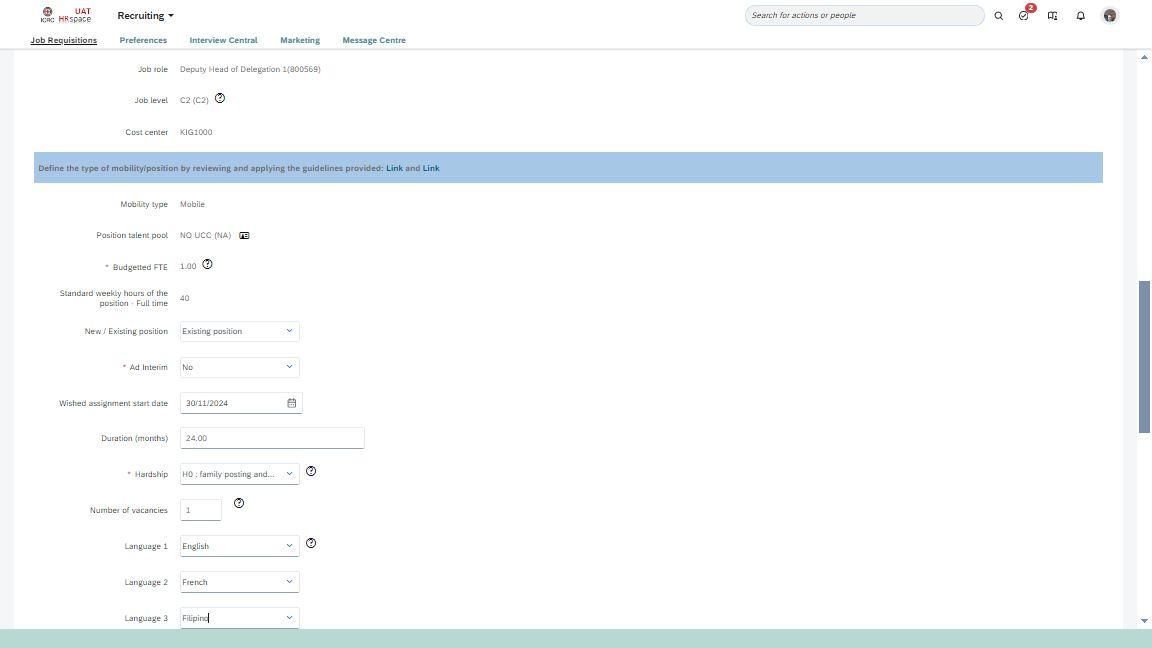 ICRC
UAT
HRspace
Recruiting
Search for actions or people
2
Job Requisitions
Preferences
Interview Central
Marketing
Message Centre
Job role
Deputy Head of Delegation 1(800569)
Job level
C2 (C2)
Cost center
KIG1000
Define the type of mobility/position by reviewing and applying the guidelines provided: Link and Link
Mobility type
Mobile
Position talent pool
NO UCC (NA)
* Budgetted FTE
1.00
Standard weekly hours of the
position - Full time
40
New / Existing position
Existing position
* Ad Interim
No
Wished assignment start date
30/11/2024
Duration (months)
24.00
* Hardship
H0 : family posting and...
Number of vacancies
1
Language 1
English
Language 2
French
Language 3
Filipino